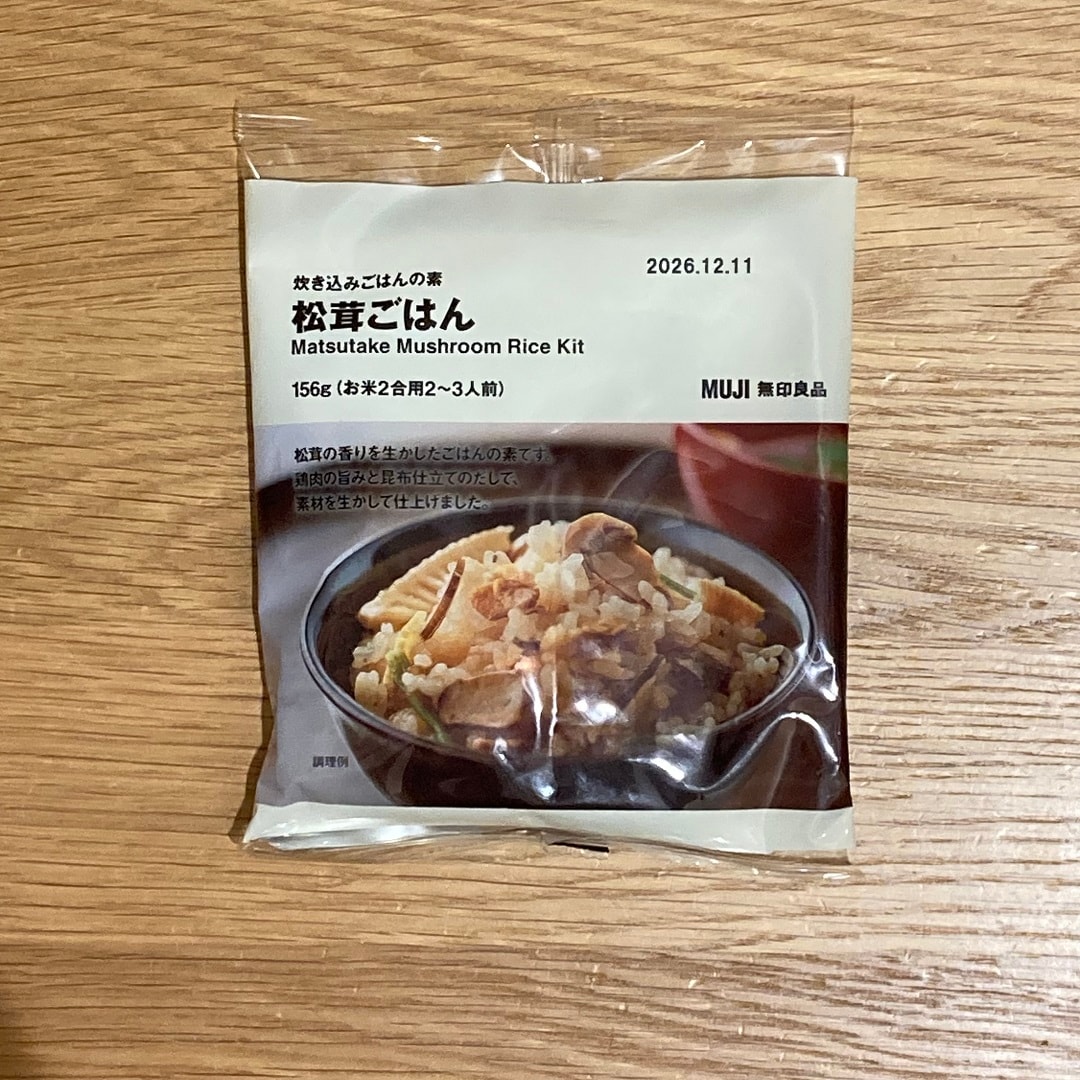 2026.12.11
炊き込みごはんの素
松茸ごはん
Matsutake Mushroom Rice Kit
156g（お米2合用2～3人前）
MUJI 無印良品
松茸の香りを生かしたごはんの素です。
鶏肉の旨みと昆布仕立てのだしで、
素材を生かして仕上げました。
調理例